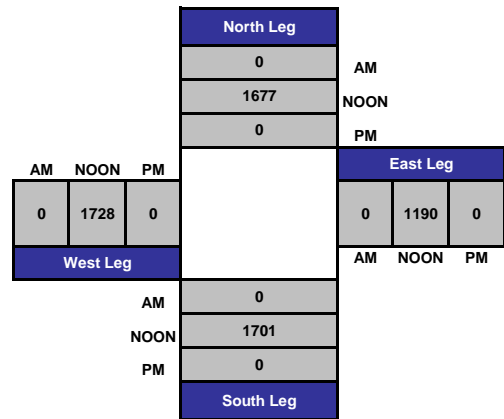 North Leg
0 AM
1677 NOON
0 PM
AM NOON PM East Leg
0 1728 0 0 1190 0
West Leg AM NOON PM
AM 0
NOON 1701
PM 0
South Leg